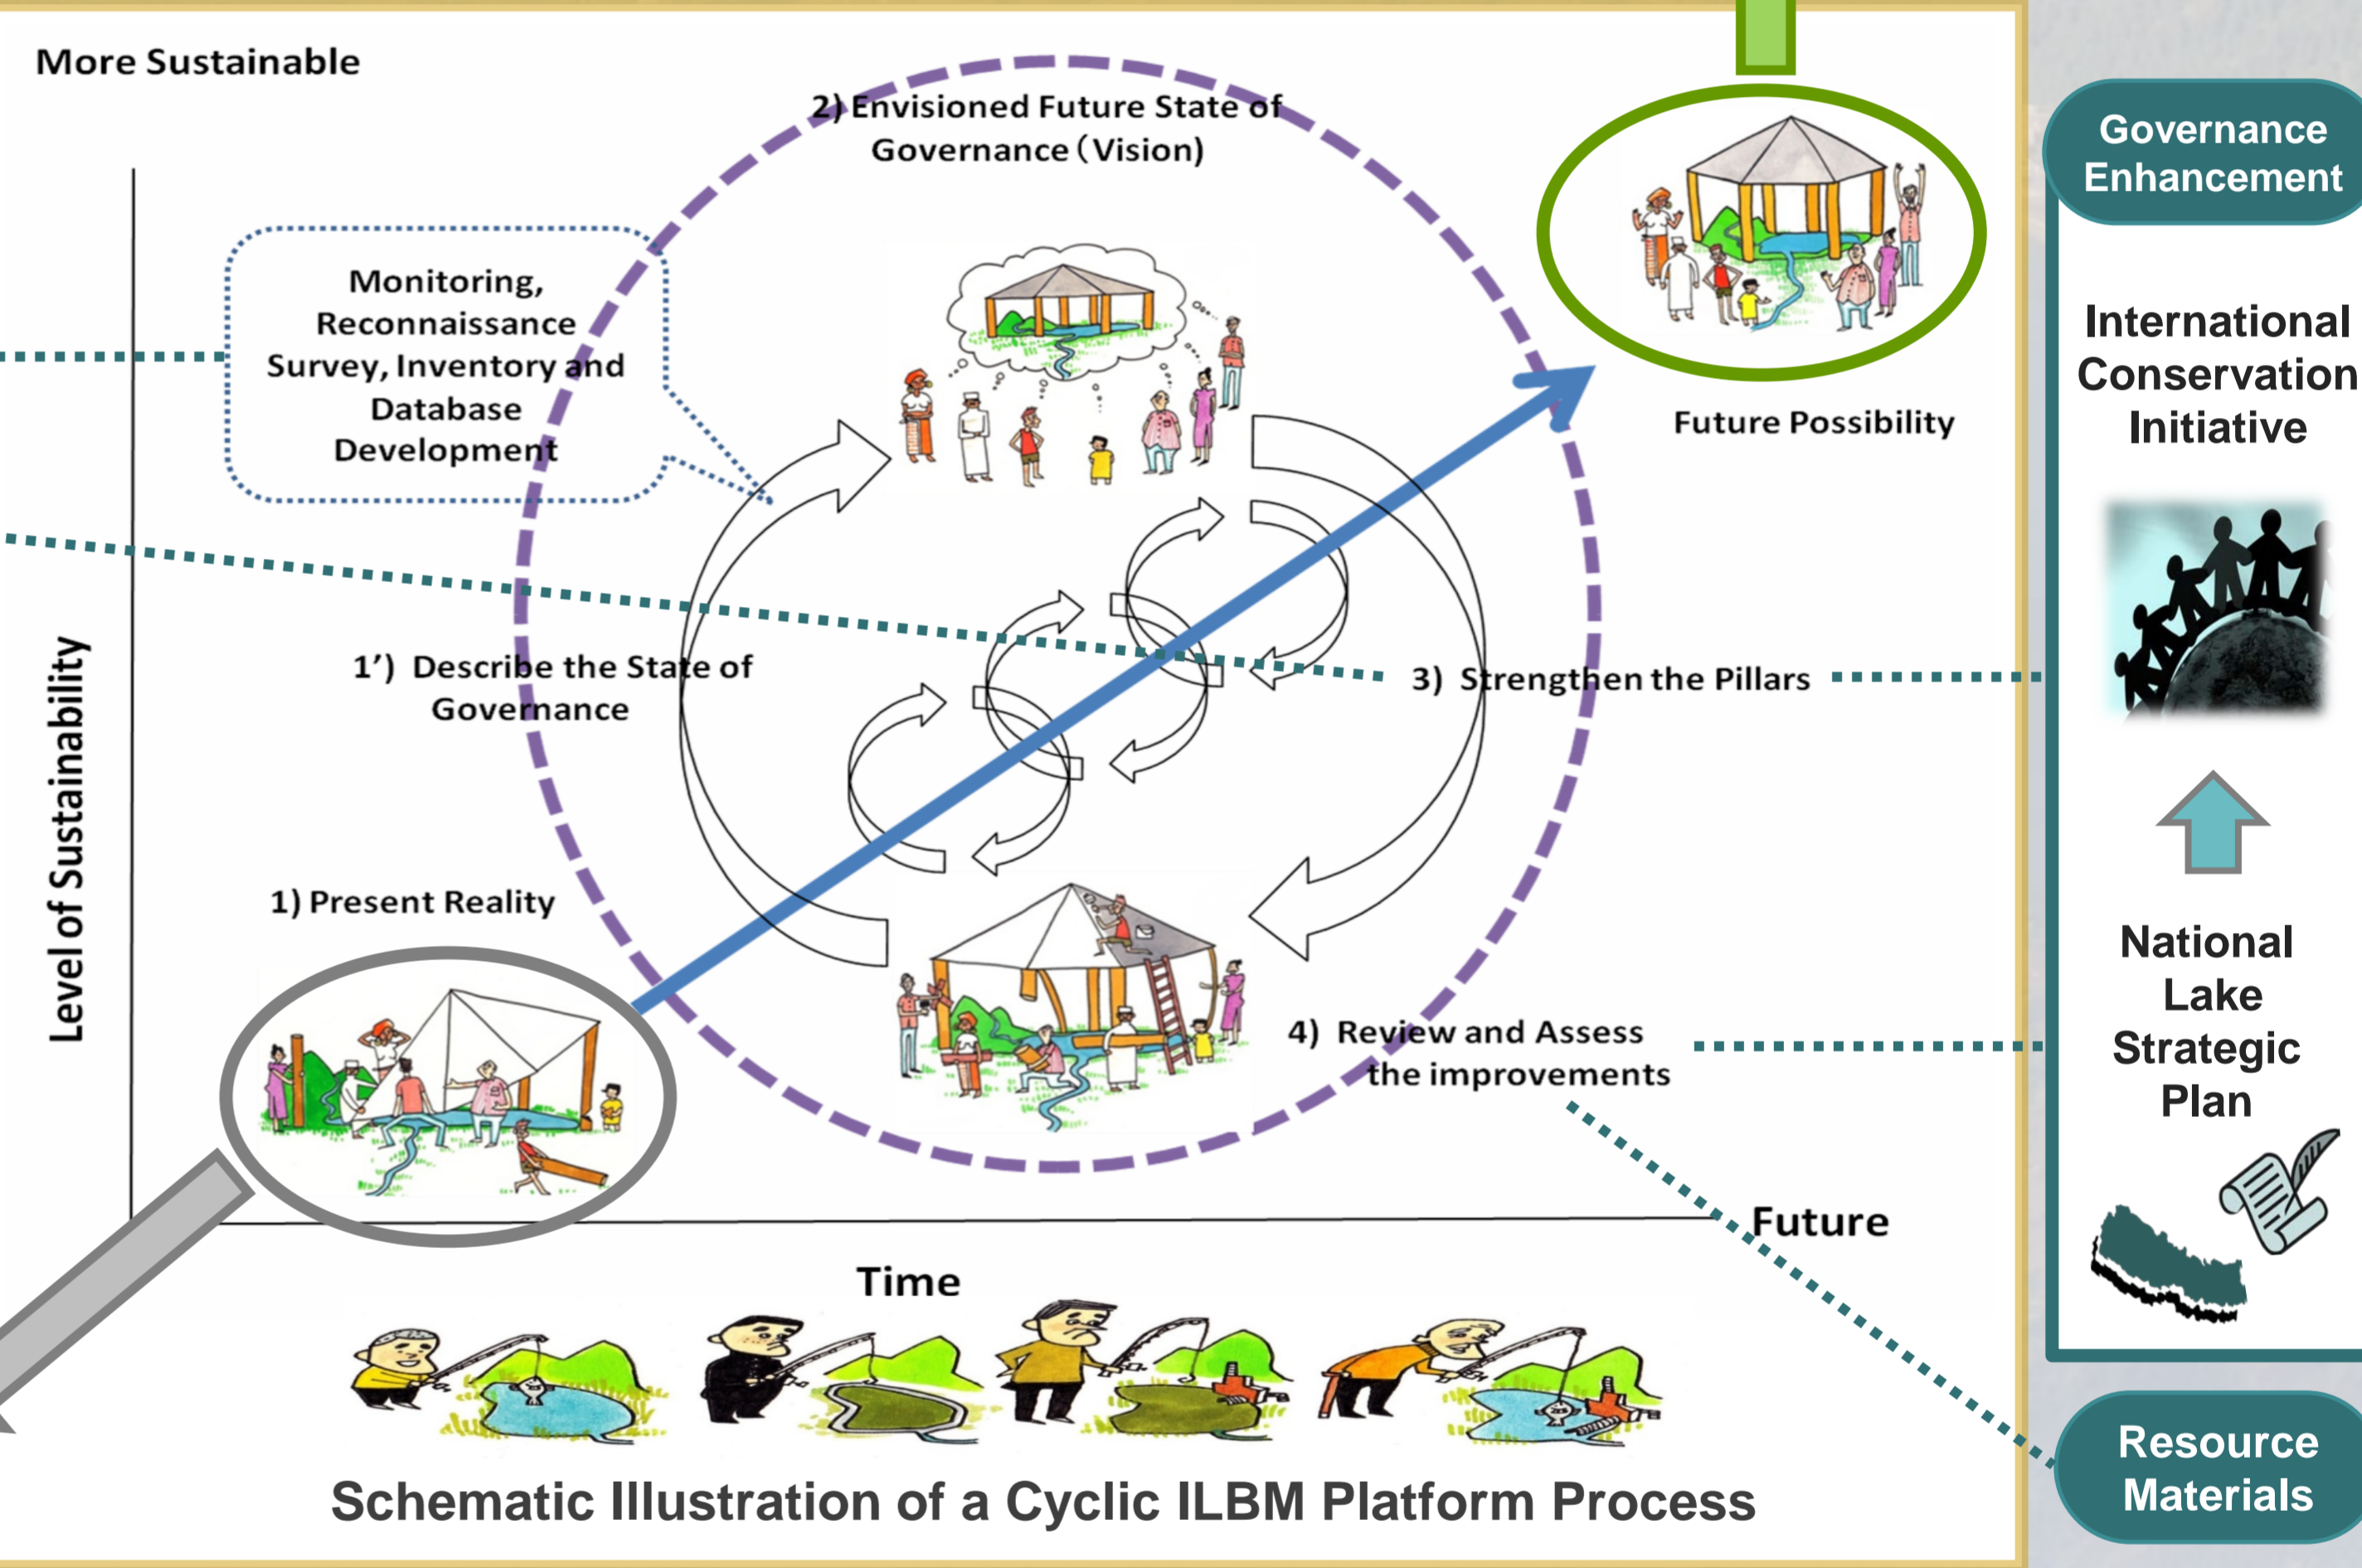 More Sustainable
2) Envisioned Future State of
Governance (Vision)
Monitoring,
Reconnaissance
Survey, Inventory and
Database
Development
Future Possibility
Level of Sustainability
1') Describe the State of
Governance
3) Strengthen the Pillars
1) Present Reality
4) Review and Assess
the improvements
Future
Time
Schematic Illustration of a Cyclic ILBM Platform Process
Governance
Enhancement
International
Conservation
Initiative
National
Lake
Strategic
Plan
Resource
Materials